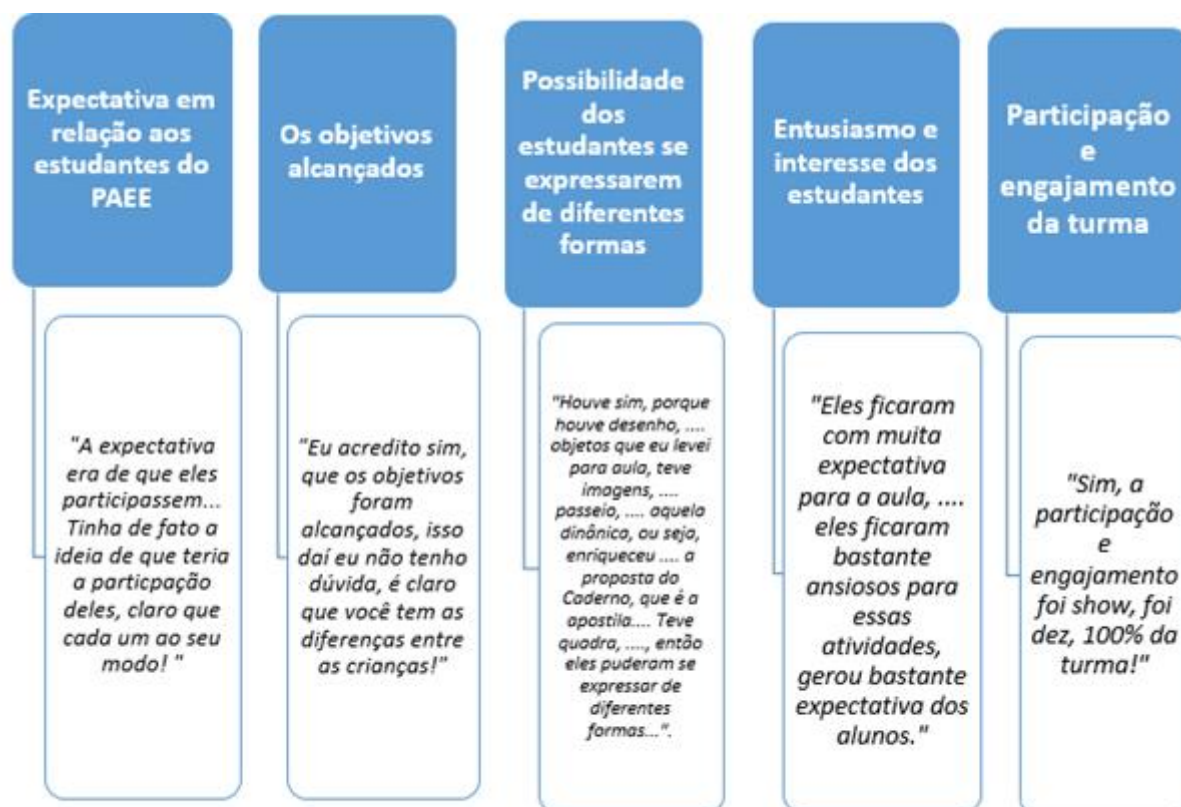 Expectativa em
relação aos
estudantes do
PAEE
Os objetivos
alcançados
Possibilidade
dos
estudantes se
expressarem
de diferentes
formas
Entusiasmo e
interesse dos
estudantes
Participação
e
engajamento
da turma
"A expectativa
era de que eles
participassem...
Tinha de fato a
ideia de que teria
a particpação
deles, claro que
cada um ao seu
modo! "
"Eu acredito sim,
que os objetivos
foram
alcançados, isso
daí eu não tenho
dúvida, é claro
que você tem as
diferenças entre
as crianças!"
"Houve sim, porque
houve desenho, ....
objetos que eu levei
para aula, teve
imagens, ....
passeio, .... aquela
dinânica, ou seja,
enriqueceu .... a
proposta do
Caderno, que é a
apostila.... Teve
quadra, ...., então
eles puderam se
expressar de
diferentes
formas...".
"Eles ficaram
com muita
expectativa
para a aula, ....
eles ficaram
bastante
ansiosos para
essas
atividades,
gerou bastante
expectativa dos
alunos."
"Sim, a
participação
e
engajamento
foi show, foi
dez, 100% da
turma!"